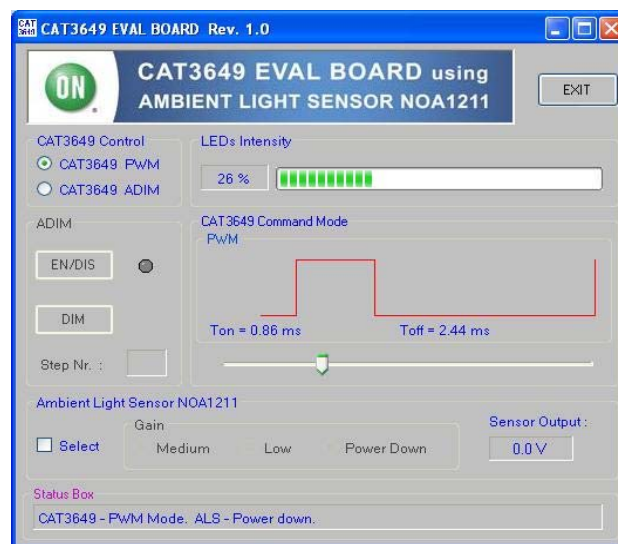 CAT 3649 CAT3649 EVAL BOARD Rev. 1.0
ON
CAT3649 EVAL BOARD using
AMBIENT LIGHT SENSOR NOA1211
EXIT
CAT3649 Control
CAT3649 PWM
CAT3649 ADIM
LEDs Intensity
26 %
ADIM
EN/DIS
DIM
Step Nr. :
CAT3649 Command Mode
PWM
Ton = 0.86 ms
Toff = 2.44 ms
Ambient Light Sensor NOA1211
Select
Gain
Medium
Low
Power Down
Sensor Output :
0.0 V
Status Box
CAT3649 - PWM Mode. ALS - Power down.